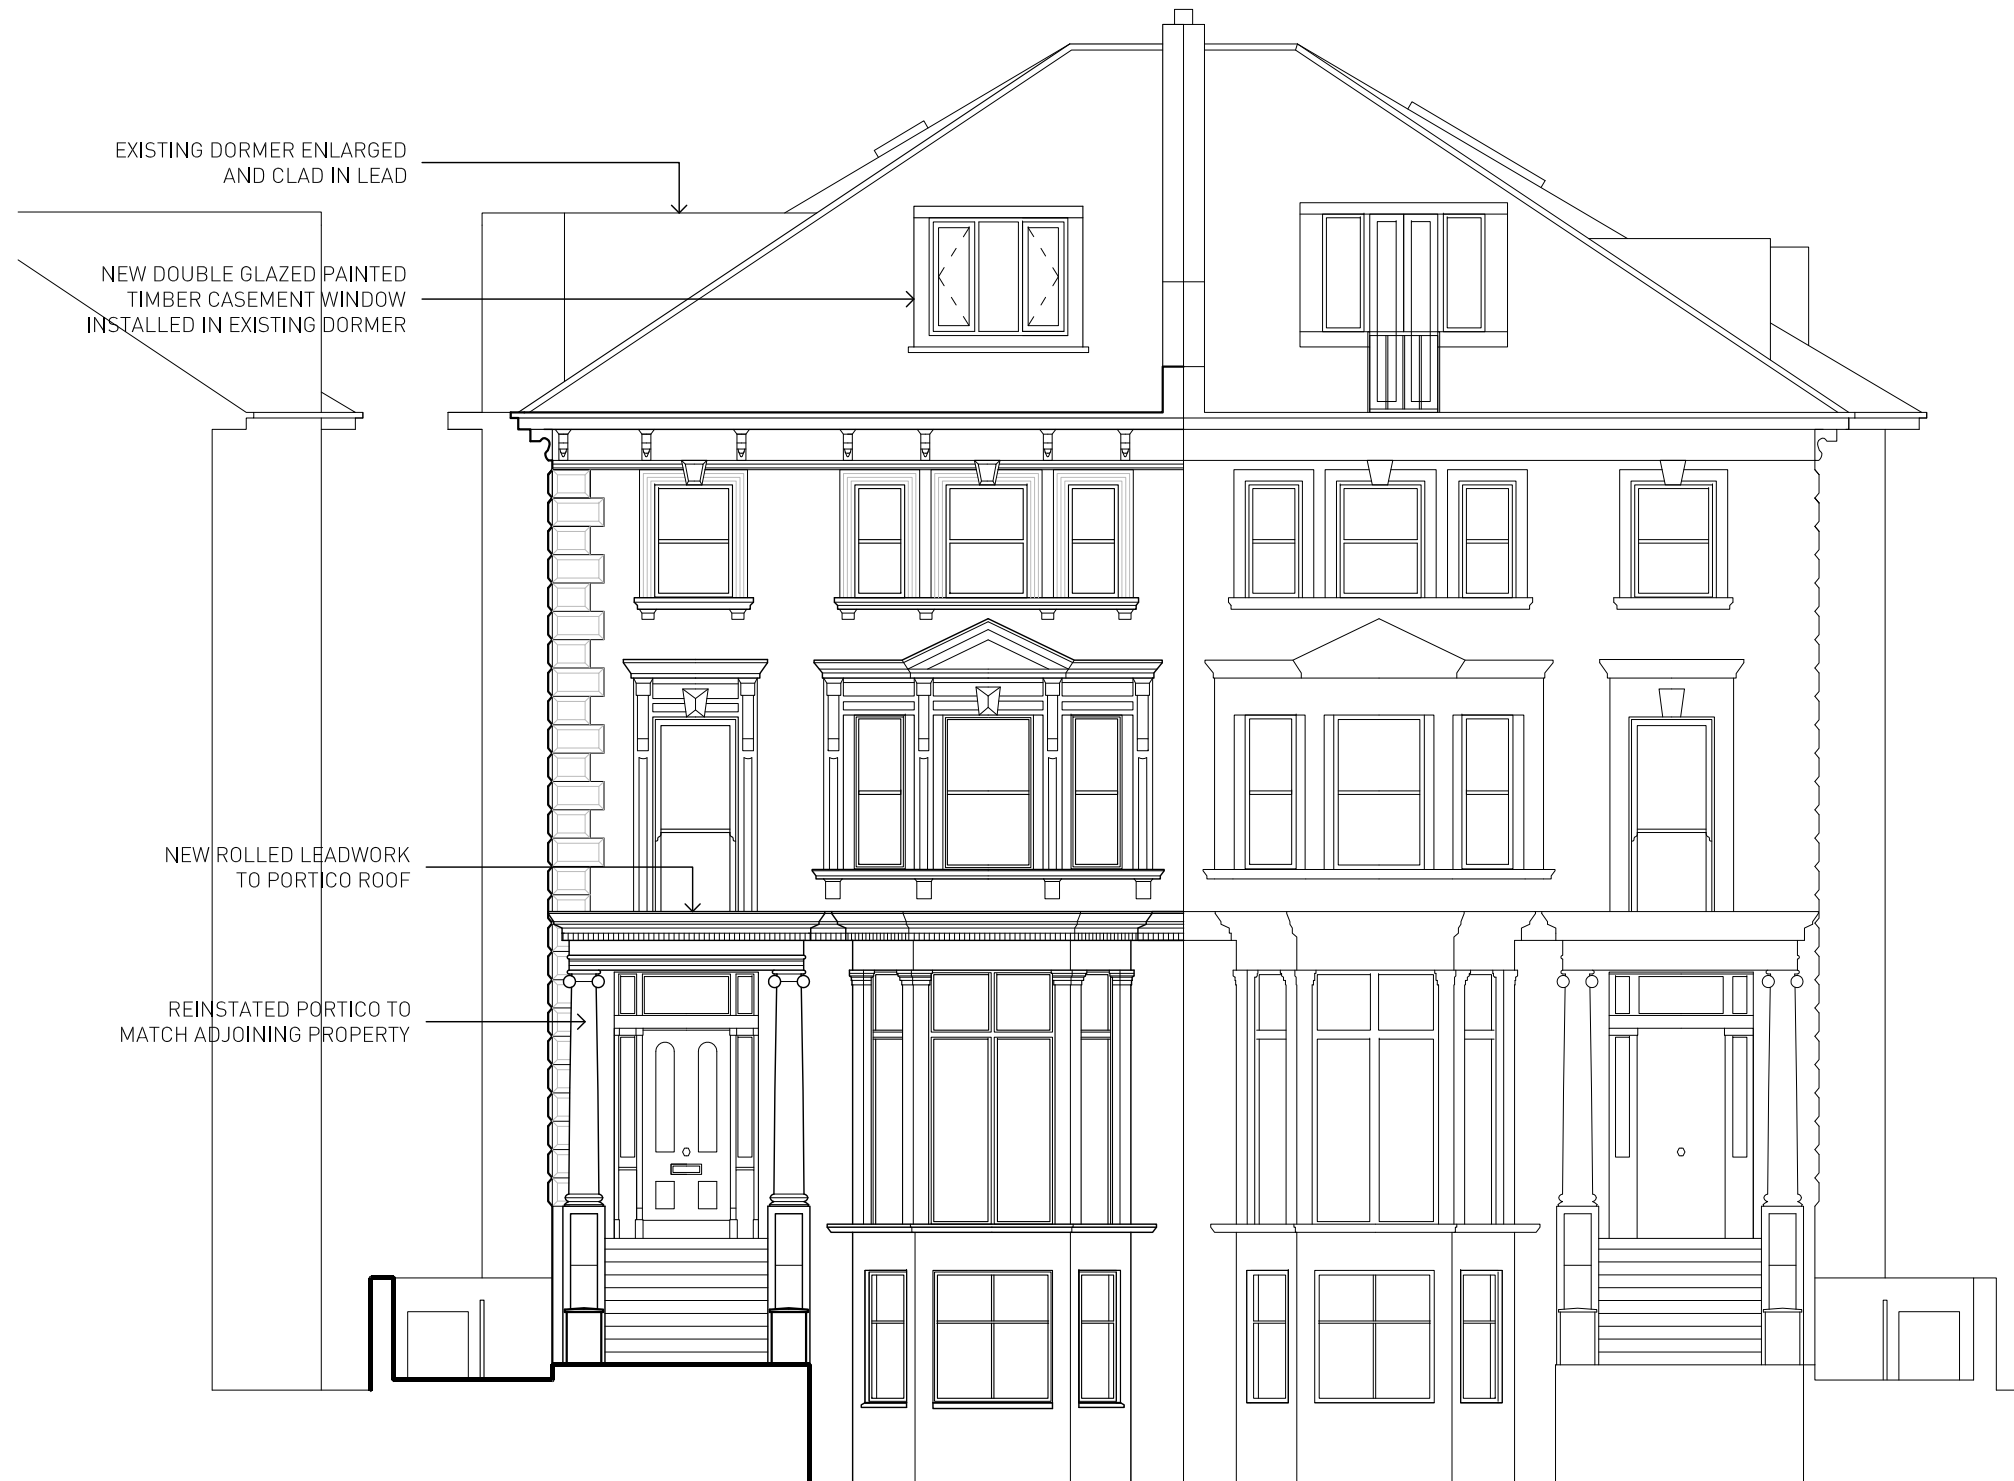 EXISTING DORMER ENLARGED
AND CLAD IN LEAD
NEW DOUBLE GLAZED PAINTED
TIMBER CASEMENT WINDOW
INSTALLED IN EXISTING DORMER
NEW ROLLED LEADWORK
TO PORTICO ROOF
REINSTATED PORTICO TO
MATCH ADJOINING PROPERTY